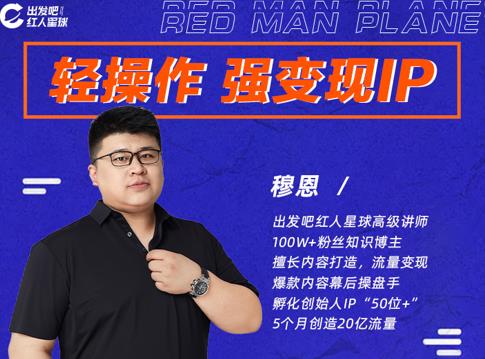 出发吧
红人星球
RED MAN PLANE
轻操作 强变现IP
穆恩 /
出发吧红人星球高级讲师
100W+粉丝知识博主
擅长内容打造，流量变现
爆款内容幕后操盘手
孵化创始人IP“50位+”
5个月创造20亿流量